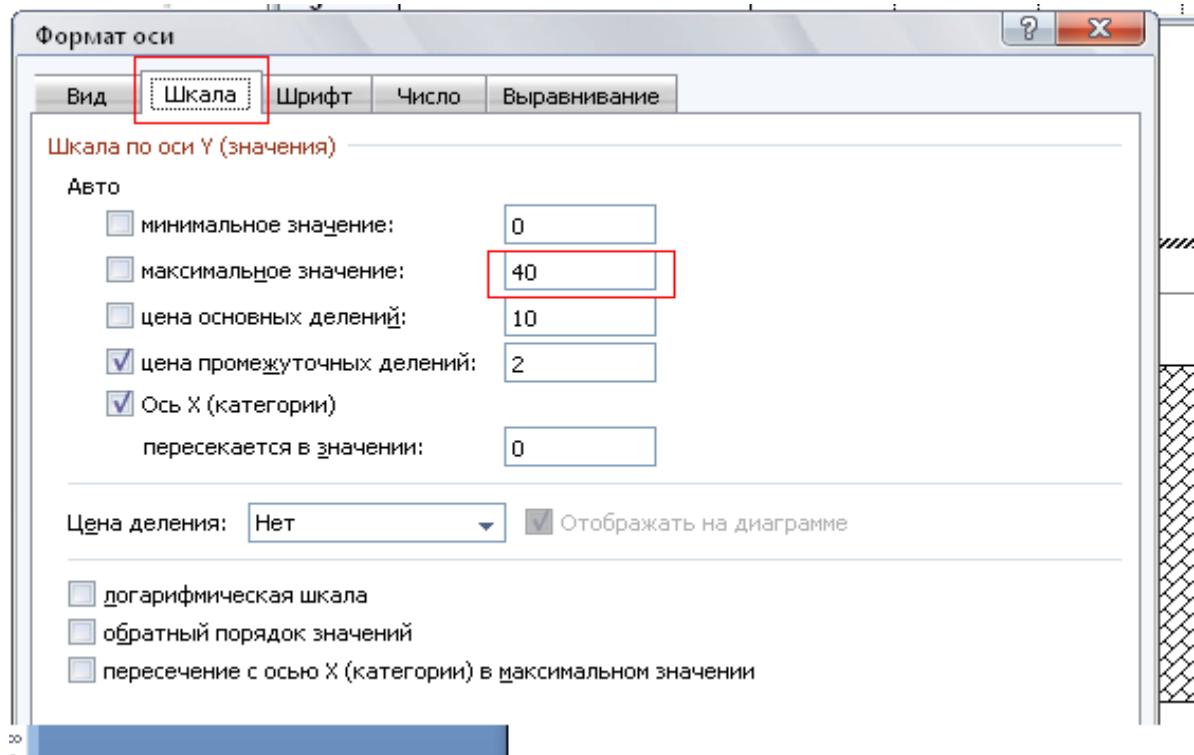 Формат оси
Вид Шкала Шрифт Число Выравнивание
Шкала по оси Y (значения)
Авто
минимальное значение: 0
максимальное значение: 40
цена основных делений: 10
цена промежуточных делений: 2
Ось X (категории)
пересекается в значении: 0
Цена деления: Нет Отображать на диаграмме
логарифмическая шкала
обратный порядок значений
пересечение с осью X (категории) в максимальном значении